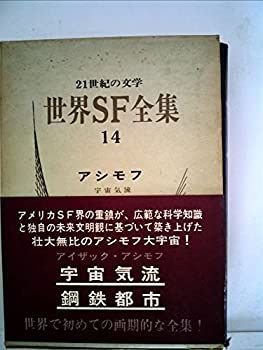 21世紀の文学
世界SF全集
14
アシモフ
宇宙気流
アメリカSF界の重鎮が、広範な科学知識
と独自の未来文明観に基づいて築き上げた
壮大無比のアシモフ大宇宙！
アイザック・アシモフ
宇宙気流
鋼鉄都市
世界で初めての画期的な全集！